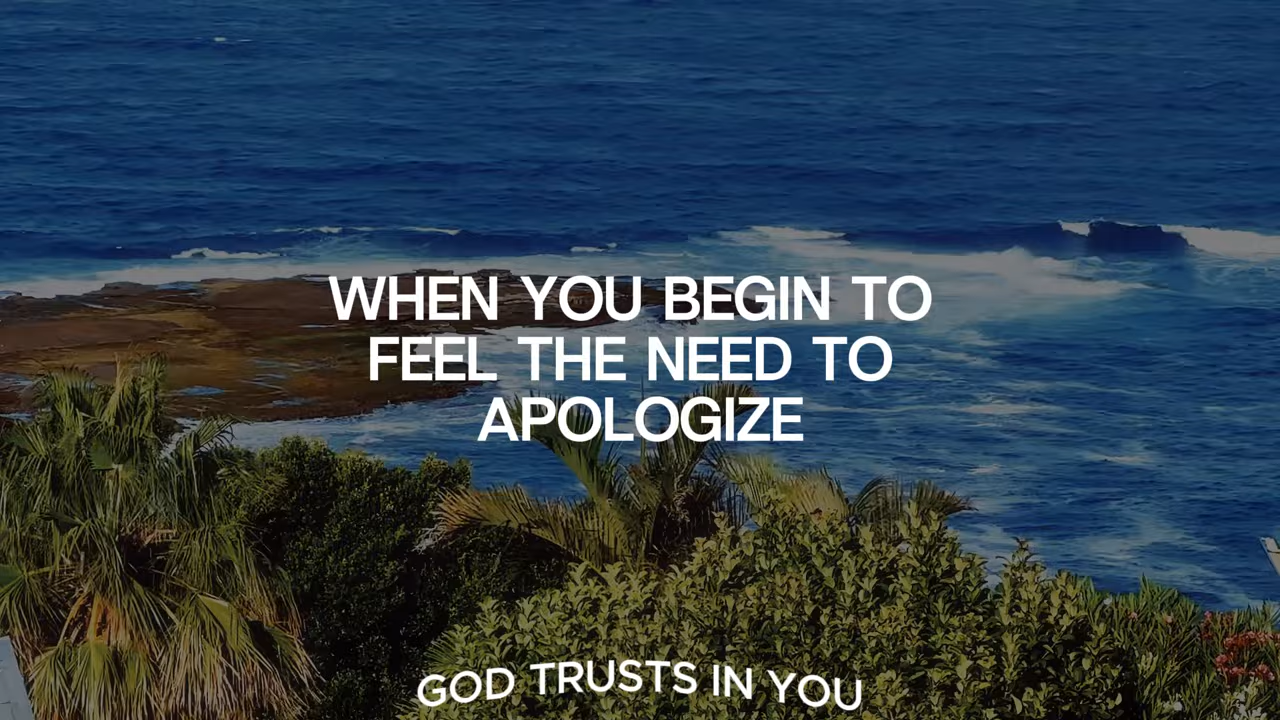 WHEN YOU BEGIN TO
FEEL THE NEED TO
APOLOGIZE
GOD TRUSTS IN YOU